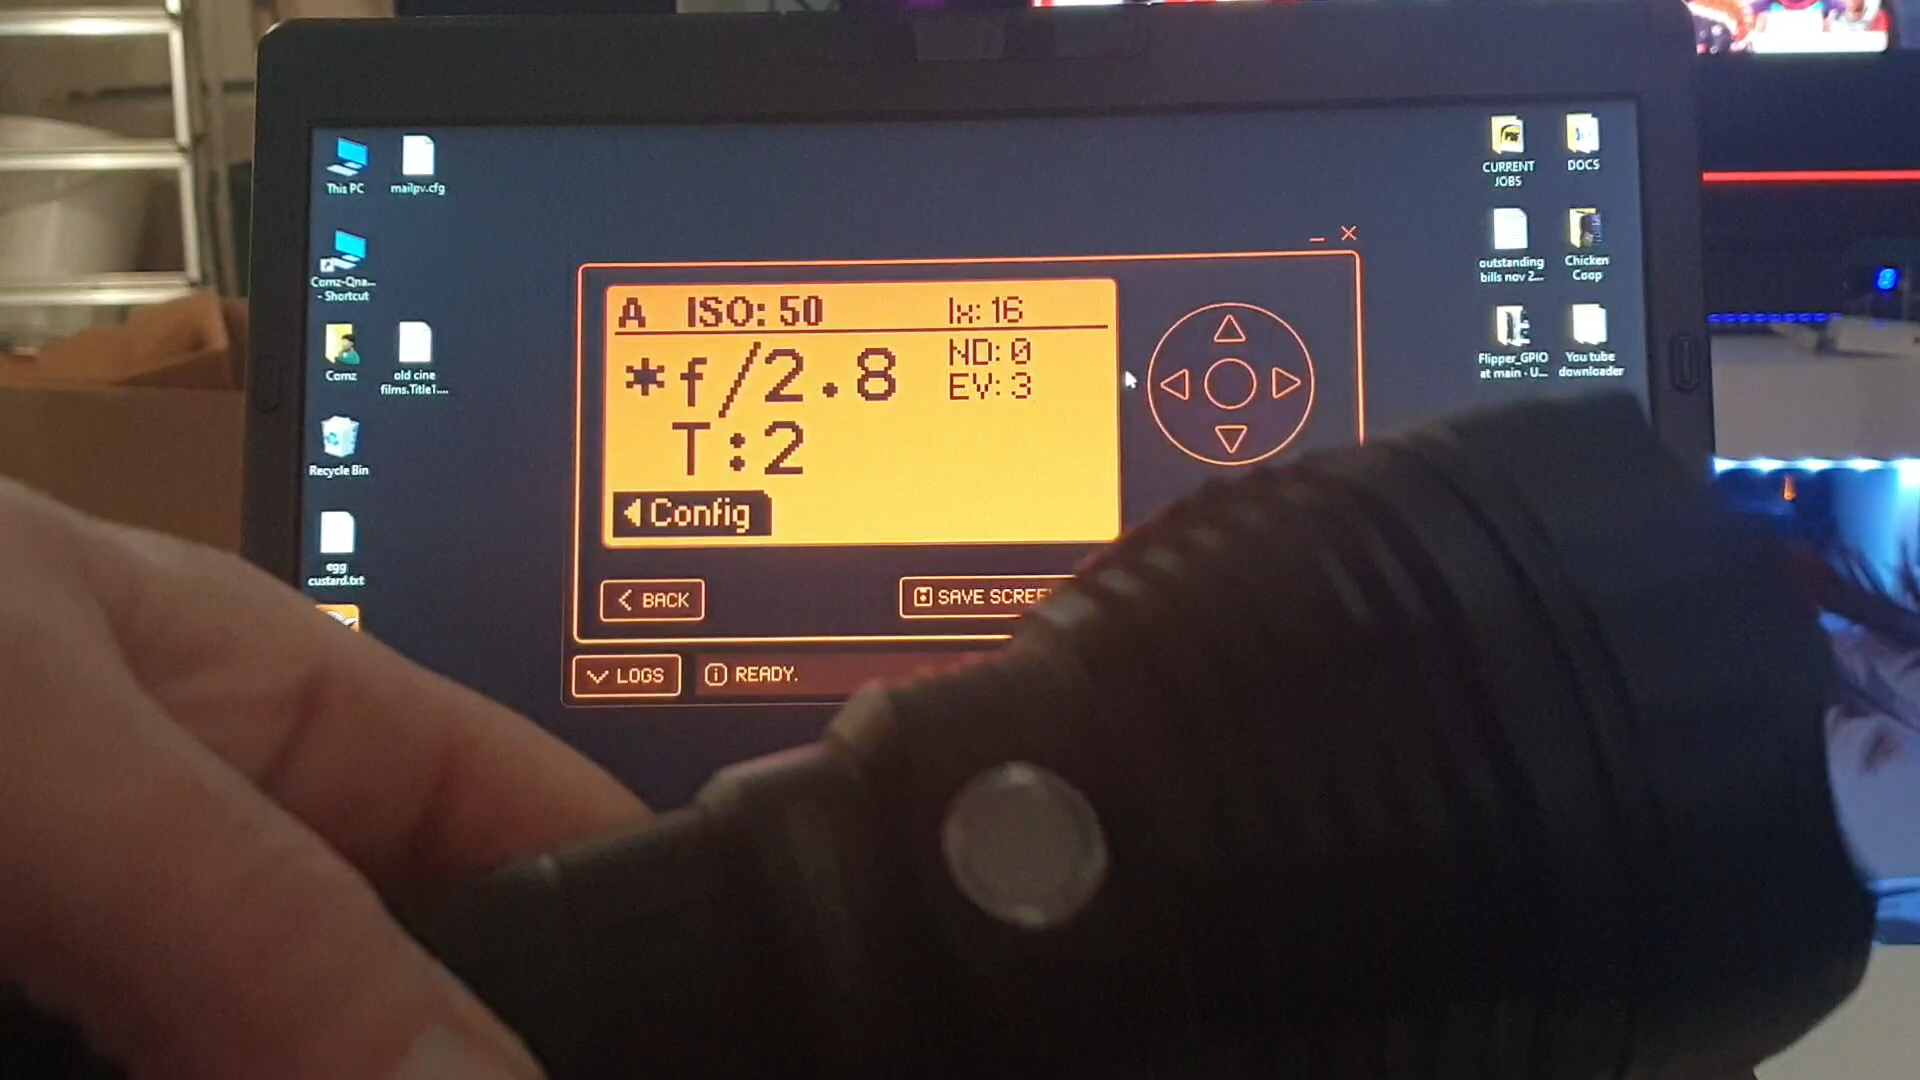 This PC
mailpv.cfg
Comz-Qna...
- Shortcut
Comz
old cine
films.Title1....
Recycle Bin
egg
custard.txt
A ISO: 50 lx: 16
*f/2.8
ND: 0
EV: 3
T:2
Config
BACK
SAVE SCREE
LOGS
READY.
CURRENT
JOBS
DOCS
outstanding
bills nov 2...
Chicken
Coop
Flipper_GPIO
at main · U...
You tube
downloader